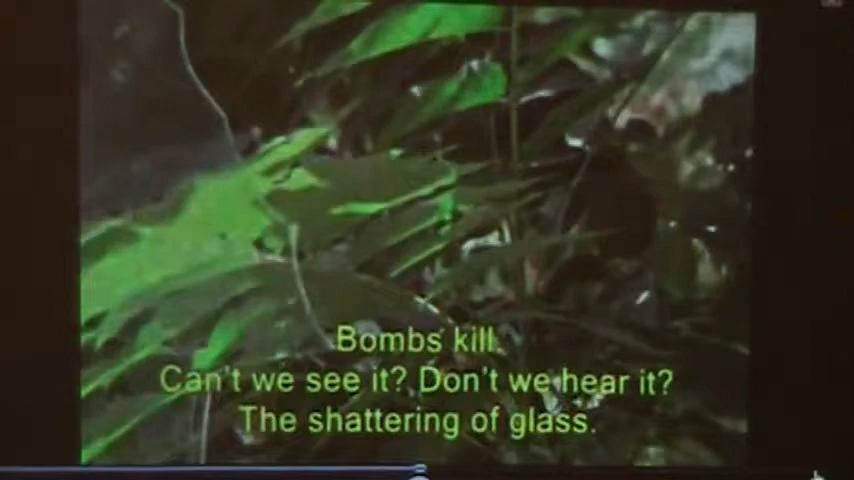 Bombs kill.
Can't we see it? Don't we hear it?
The shattering of glass.